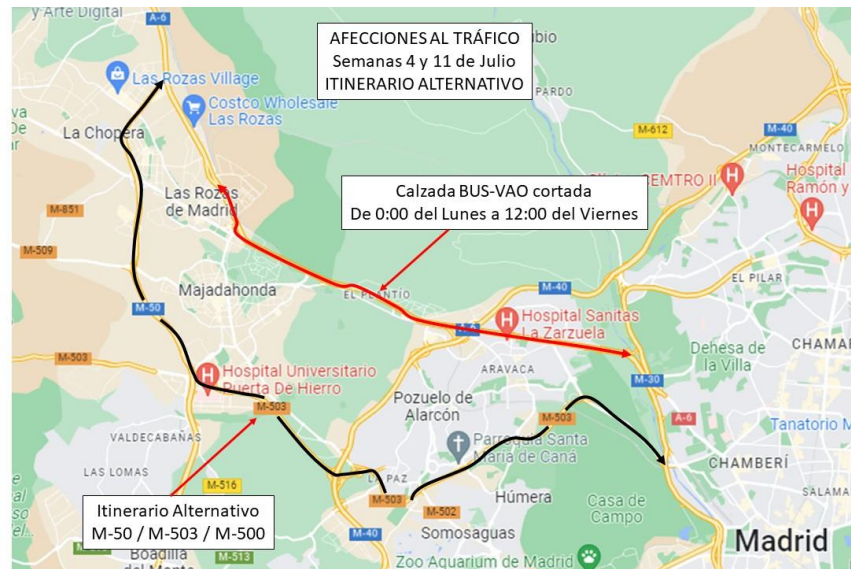 y Arte Digital
A-6
AFECCIONES AL TRÁFICO
Semanas 4 y 11 de Julio
ITINERARIO ALTERNATIVO
PARDO
M-612
M-40
MONTECARMELO
Las Rozas Village
Costco Wholesale
Las Rozas
La Chopera
Hospital
Ramón y
EMTRO II
Las Rozas
de Madrid
Calzada BUS-VAO cortada
De 0:00 del Lunes a 12:00 del Viernes
M-851
M-509
EL PILAR
Majadahonda
EL PLANTÍO
M-40
M-50
A-6
Hospital Sanitas
La Zarzuela
CHAMAR
Dehesa de
la Villa
M-503
Hospital Universitario
Puerta De Hierro
ARAVACA
M-30
M-503
Pozuelo de
Alarcón
M-503
A-6
Tanatorio M
VALDECABAÑAS
Parroquia Santa
María de Caná
LAS LOMAS
M-516
LA PAZ
CHAMBERÍ
M-503
M-502
Húmera
Casa de
Campo
SALAMA
Itinerario Alternativo
M-50 / M-503 / M-500
M-40
Somosaguas
Madrid
Boadilla
del Monte
M-513
Zoo Aquarium de Madrid